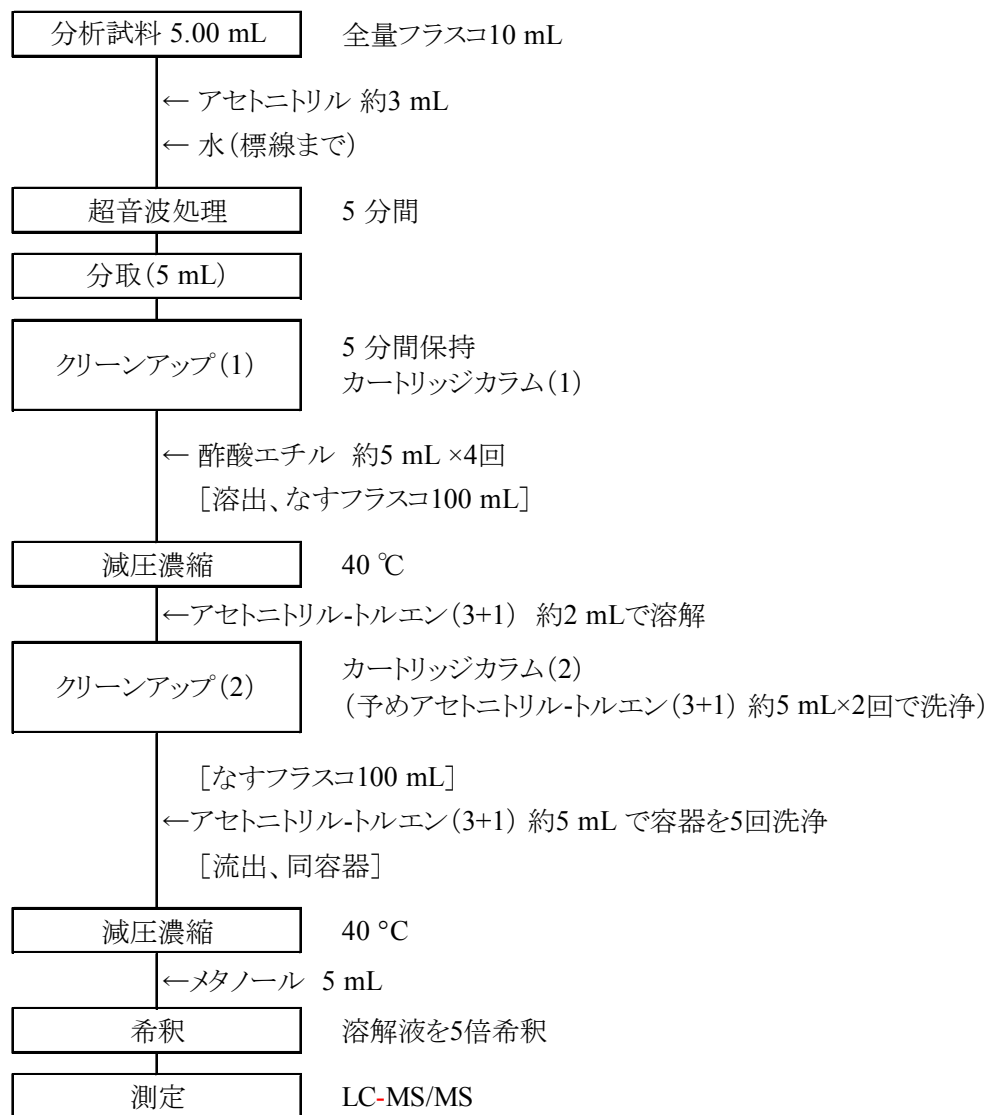 分析試料 5.00 mL 全量フラスコ10 mL
← アセトニトリル 約3 mL
← 水(標線まで)
超音波処理 5 分間
分取(5 mL)
クリーンアップ(1) 5 分間保持
カートリッジカラム(1)
← 酢酸エチル 約5 mL ×4回
[溶出、なすフラスコ100 mL]
減圧濃縮 40 ℃
←アセトニトリル-トルエン(3+1) 約2 mLで溶解
クリーンアップ(2) カートリッジカラム(2)
(予めアセトニトリル-トルエン(3+1) 約5 mL×2回で洗浄)
[なすフラスコ100 mL]
←アセトニトリル-トルエン(3+1) 約5 mL で容器を5回洗浄
[流出、同容器]
減圧濃縮 40 °C
←メタノール 5 mL
希釈 溶解液を5倍希釈
測定 LC-MS/MS